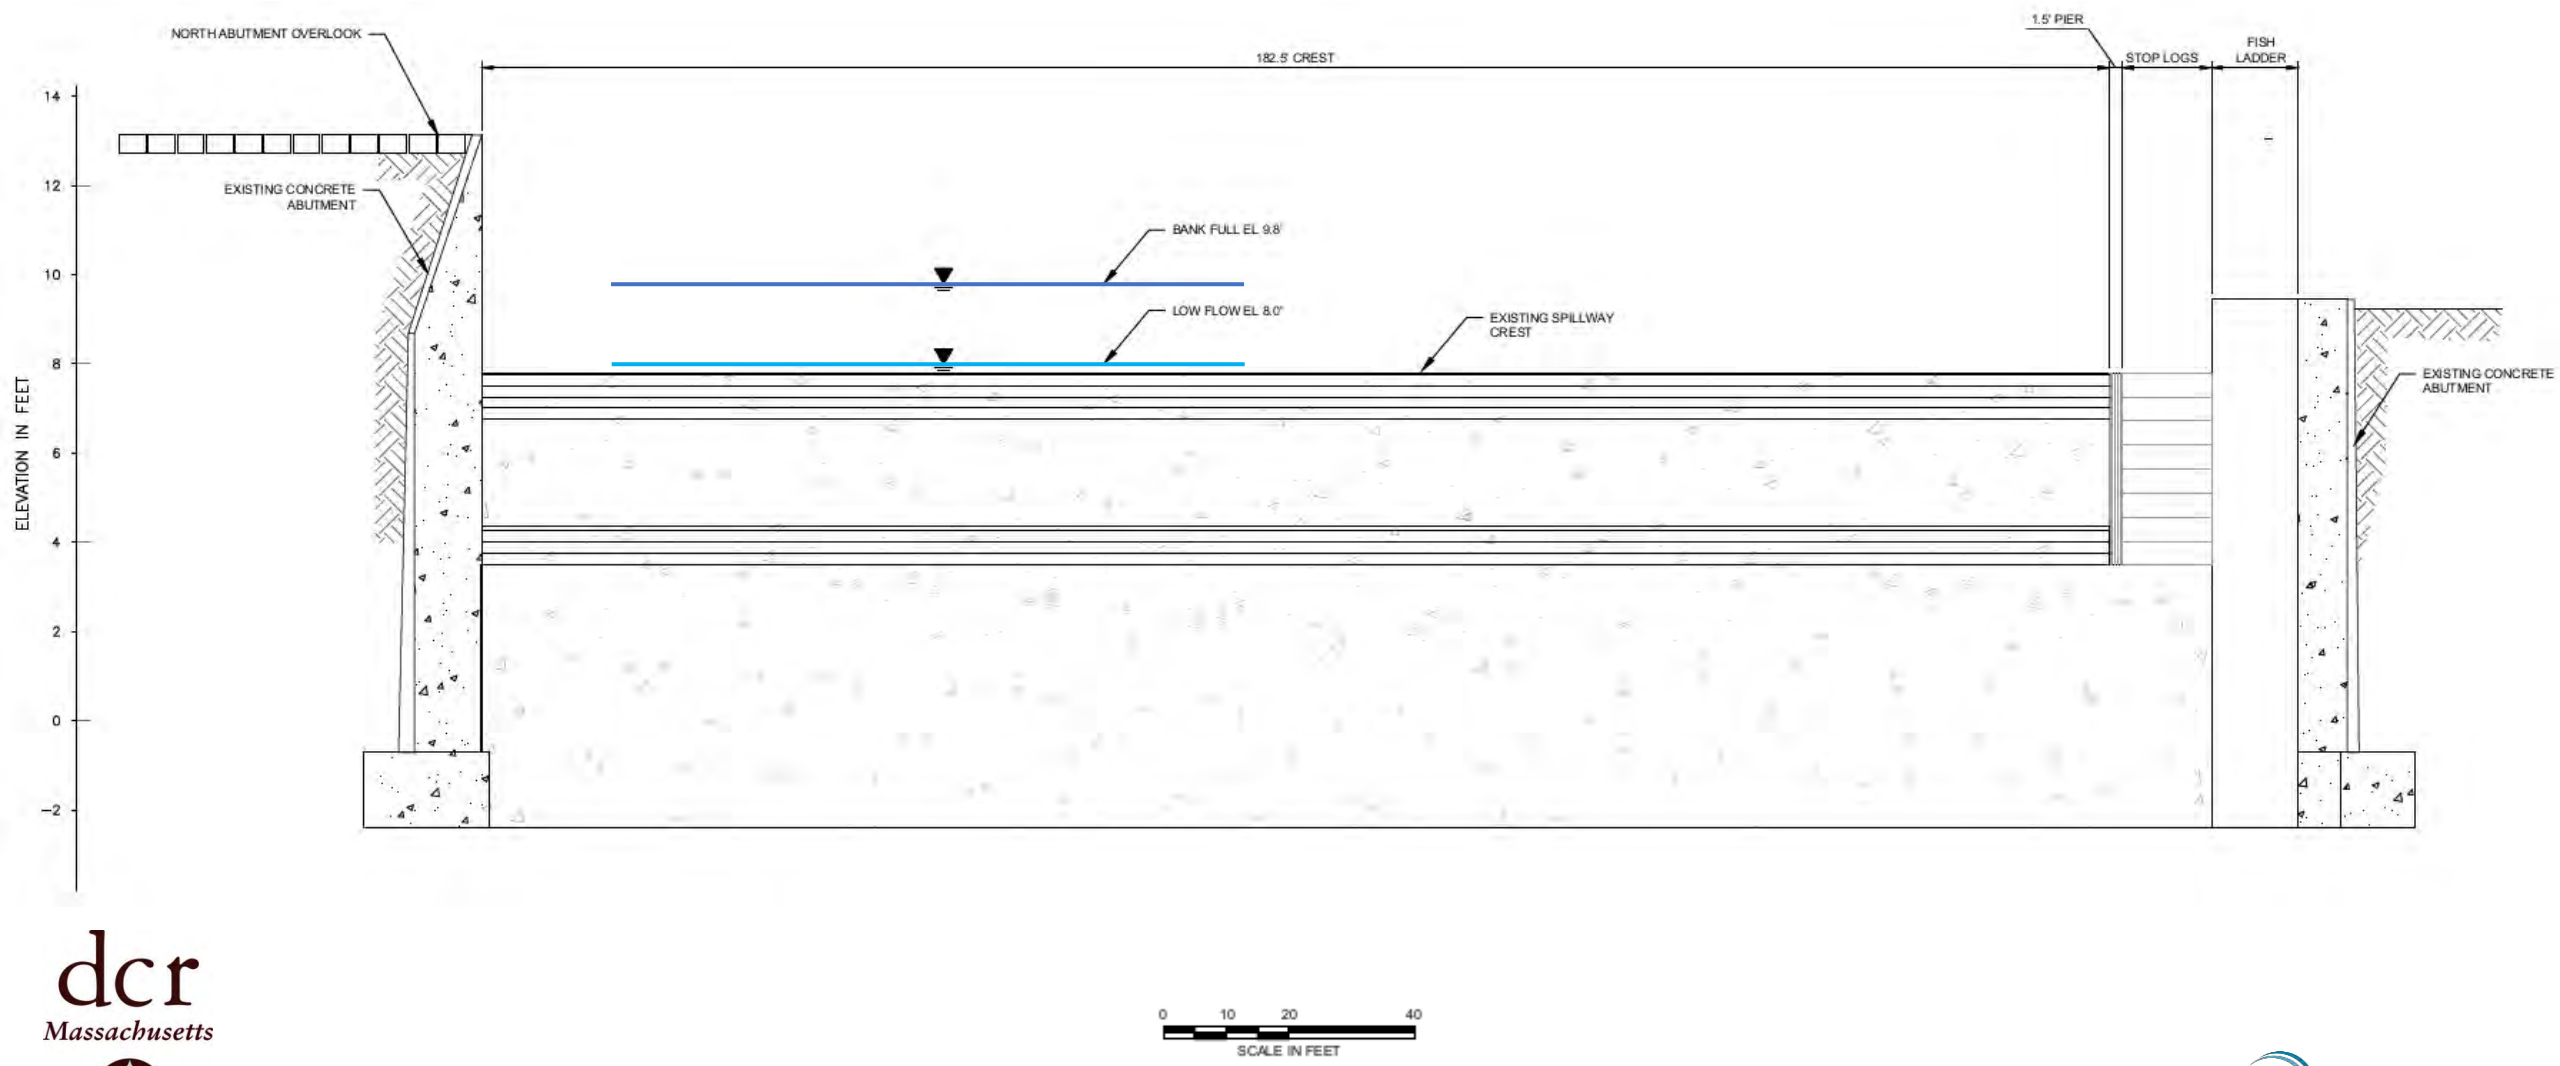 1.5' PIER
NORTH ABUTMENT OVERLOOK
FISH
LADDER
182.5' CREST
STOP LOGS
14
12
EXISTING CONCRETE
ABUTMENT
BANK FULL EL 9.8'
10
LOW FLOW EL 8.0"
EXISTING SPILLWAY
CREST
8
EXISTING CONCRETE
ABUTMENT
ELEVATION IN FEET
6
4
2
0
-2
dcr
Massachusetts
0 10 20 40
SCALE IN FEET